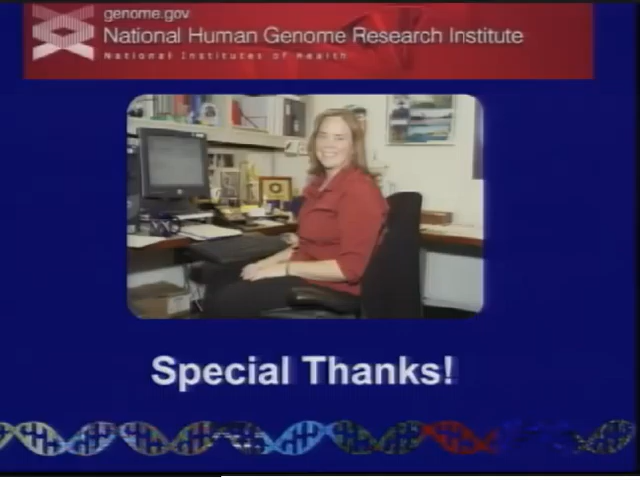 genome.gov
National Human Genome Research Institute
National Institutes of Health
Special Thanks!